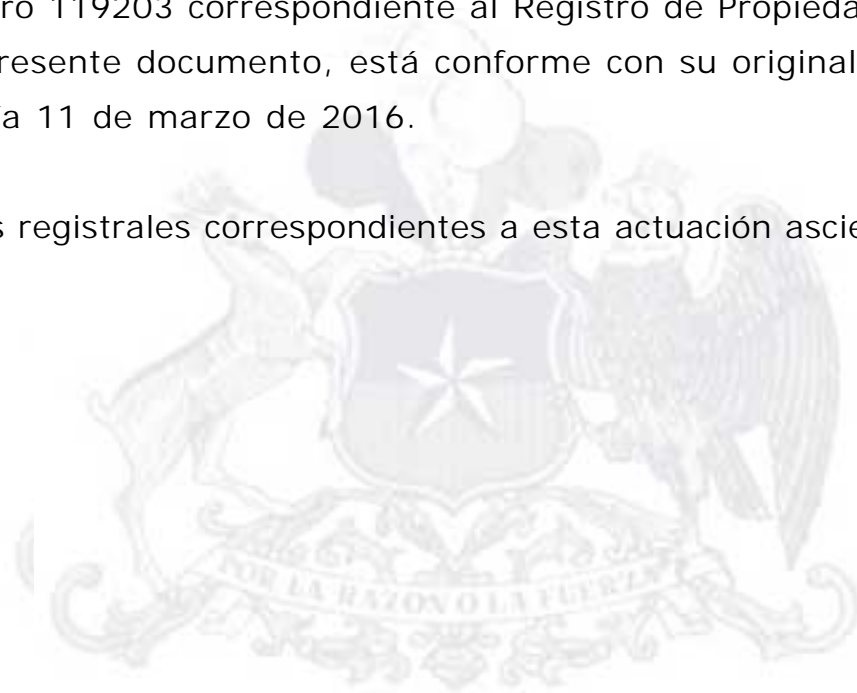 ro 119203 correspondiente al Registro de Propieda
resente documento, está conforme con su original
a 11 de marzo de 2016.
s registrales correspondientes a esta actuación ascie
POR LA RAZON O LA FUERZA